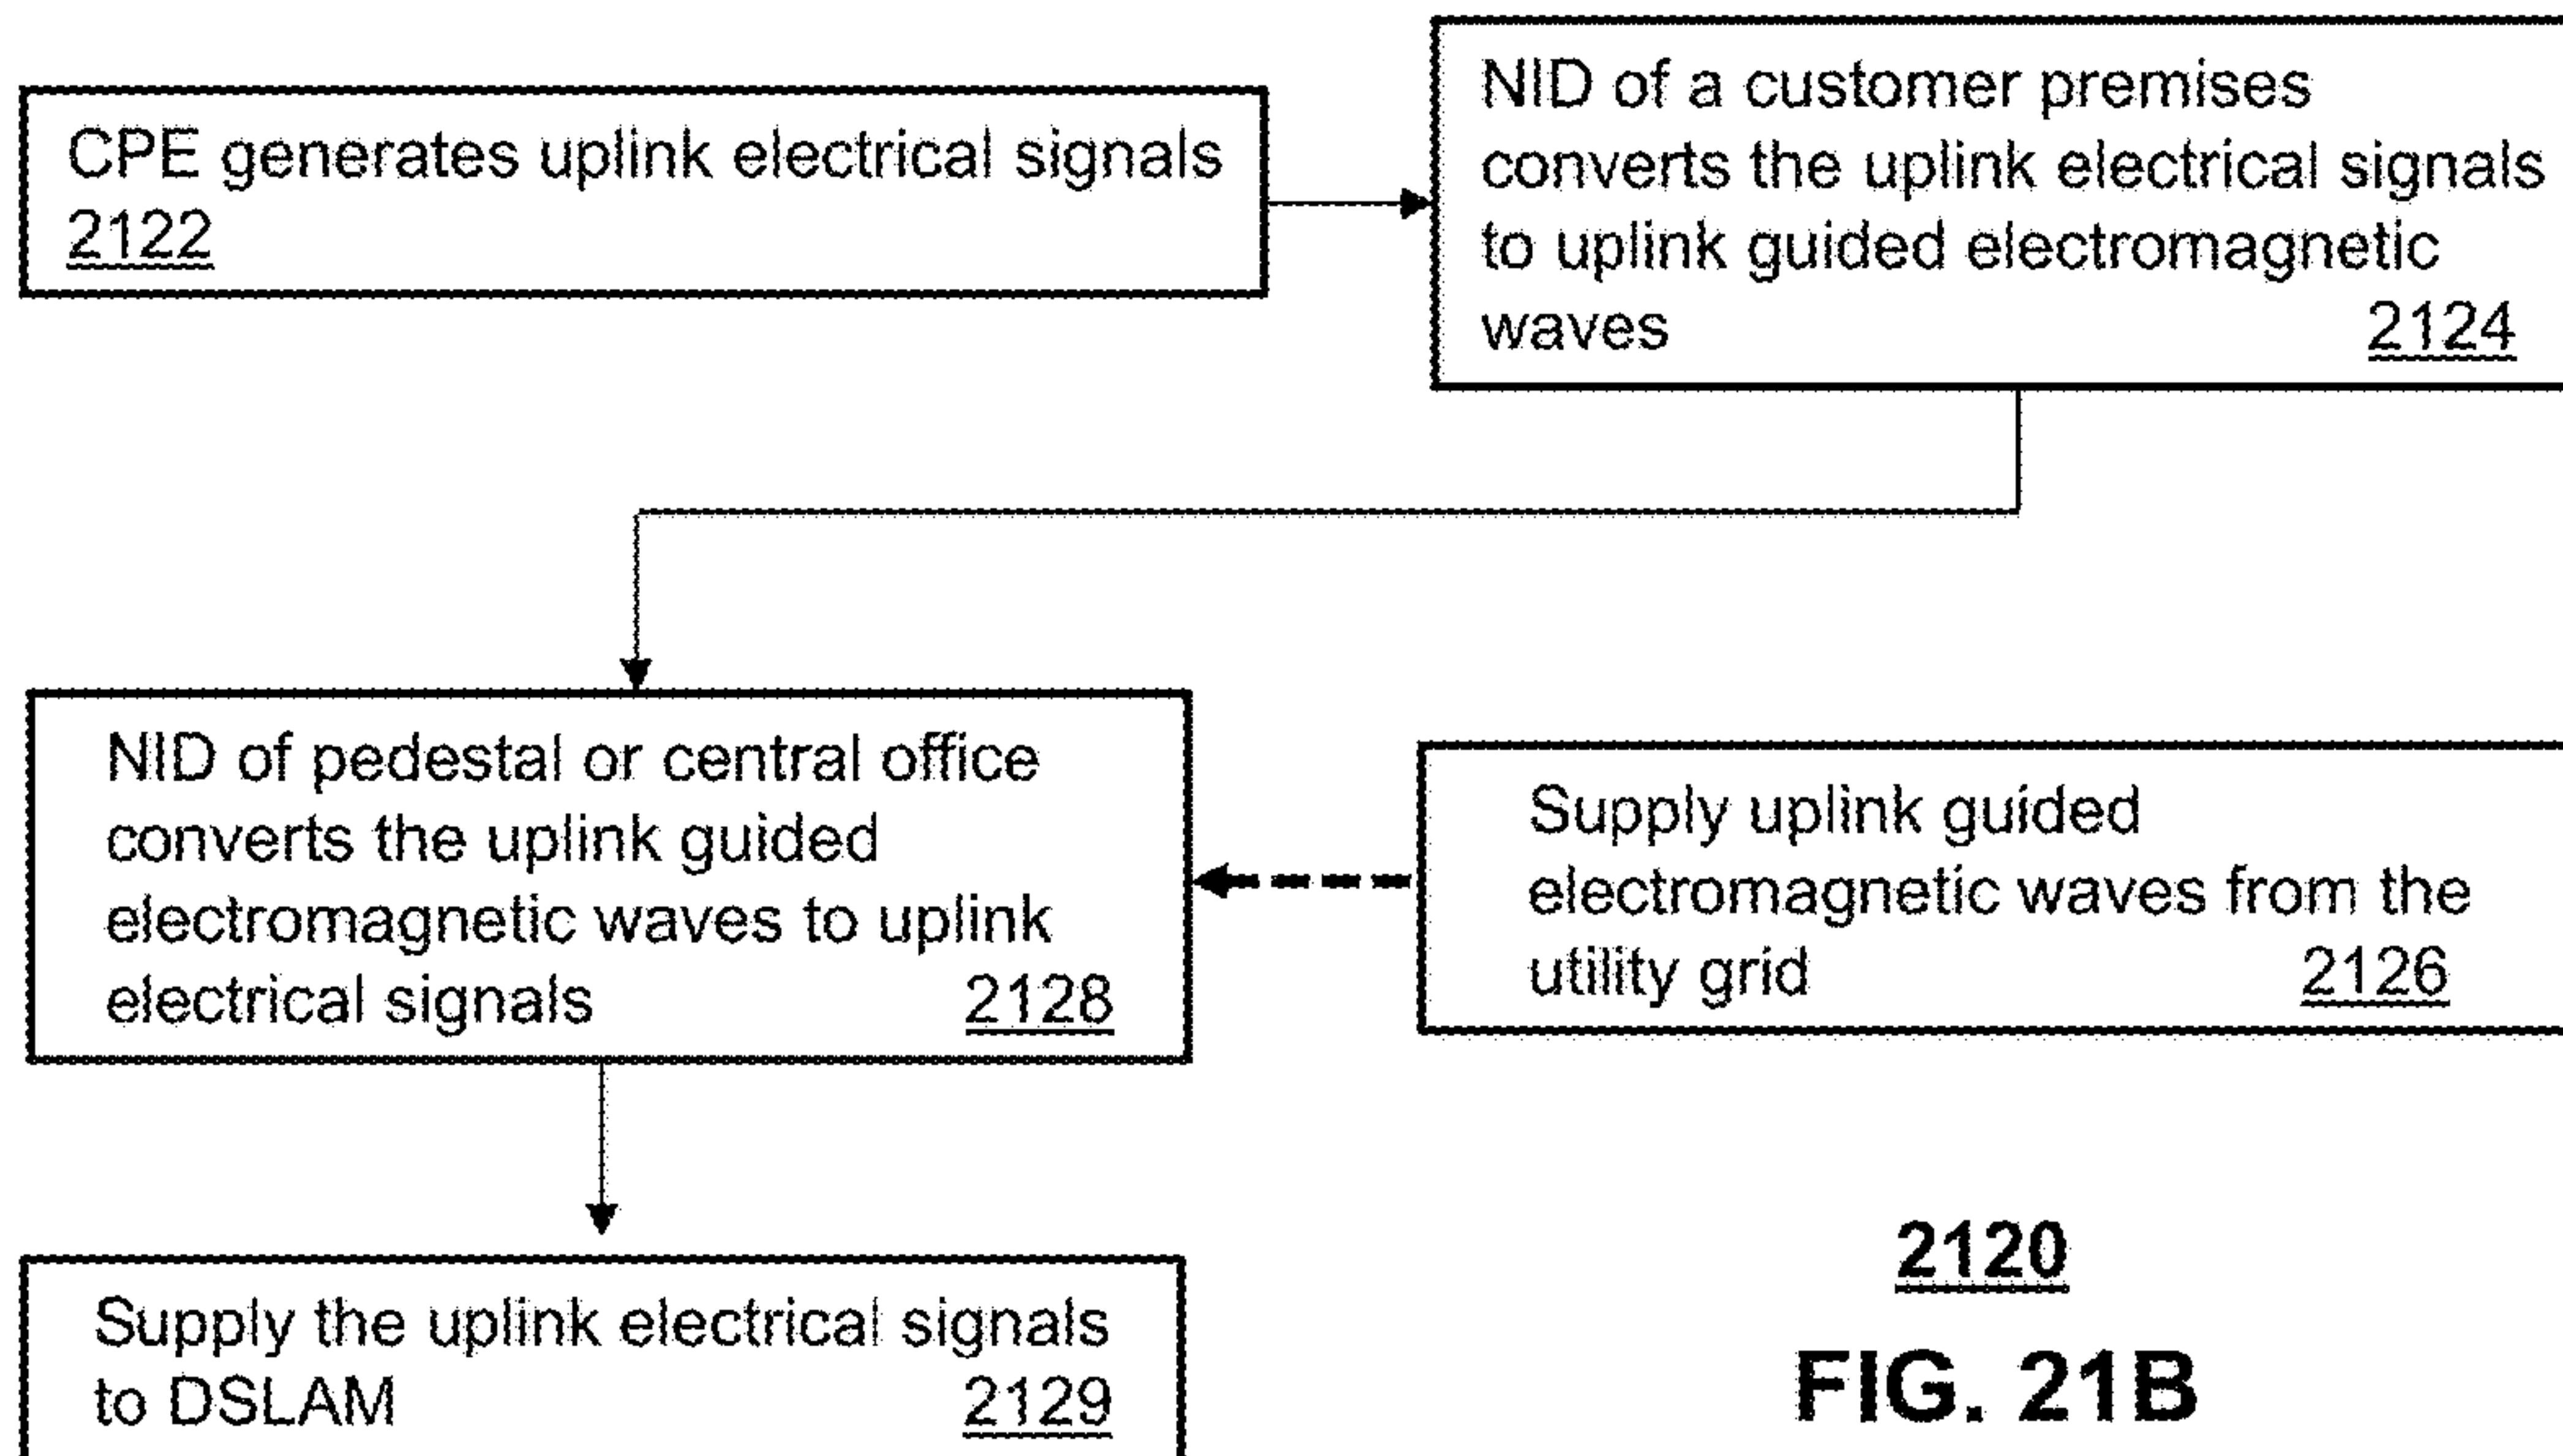 CPE generates uplink electrical signals
2122
NID of a customer premises
converts the uplink electrical signals
to uplink guided electromagnetic
waves 2124
NID of pedestal or central office
converts the uplink guided
electromagnetic waves to uplink
electrical signals 2128
Supply uplink guided
electromagnetic waves from the
utility grid 2126
Supply the uplink electrical signals
to DSLAM 2129
2120
FIG. 21B